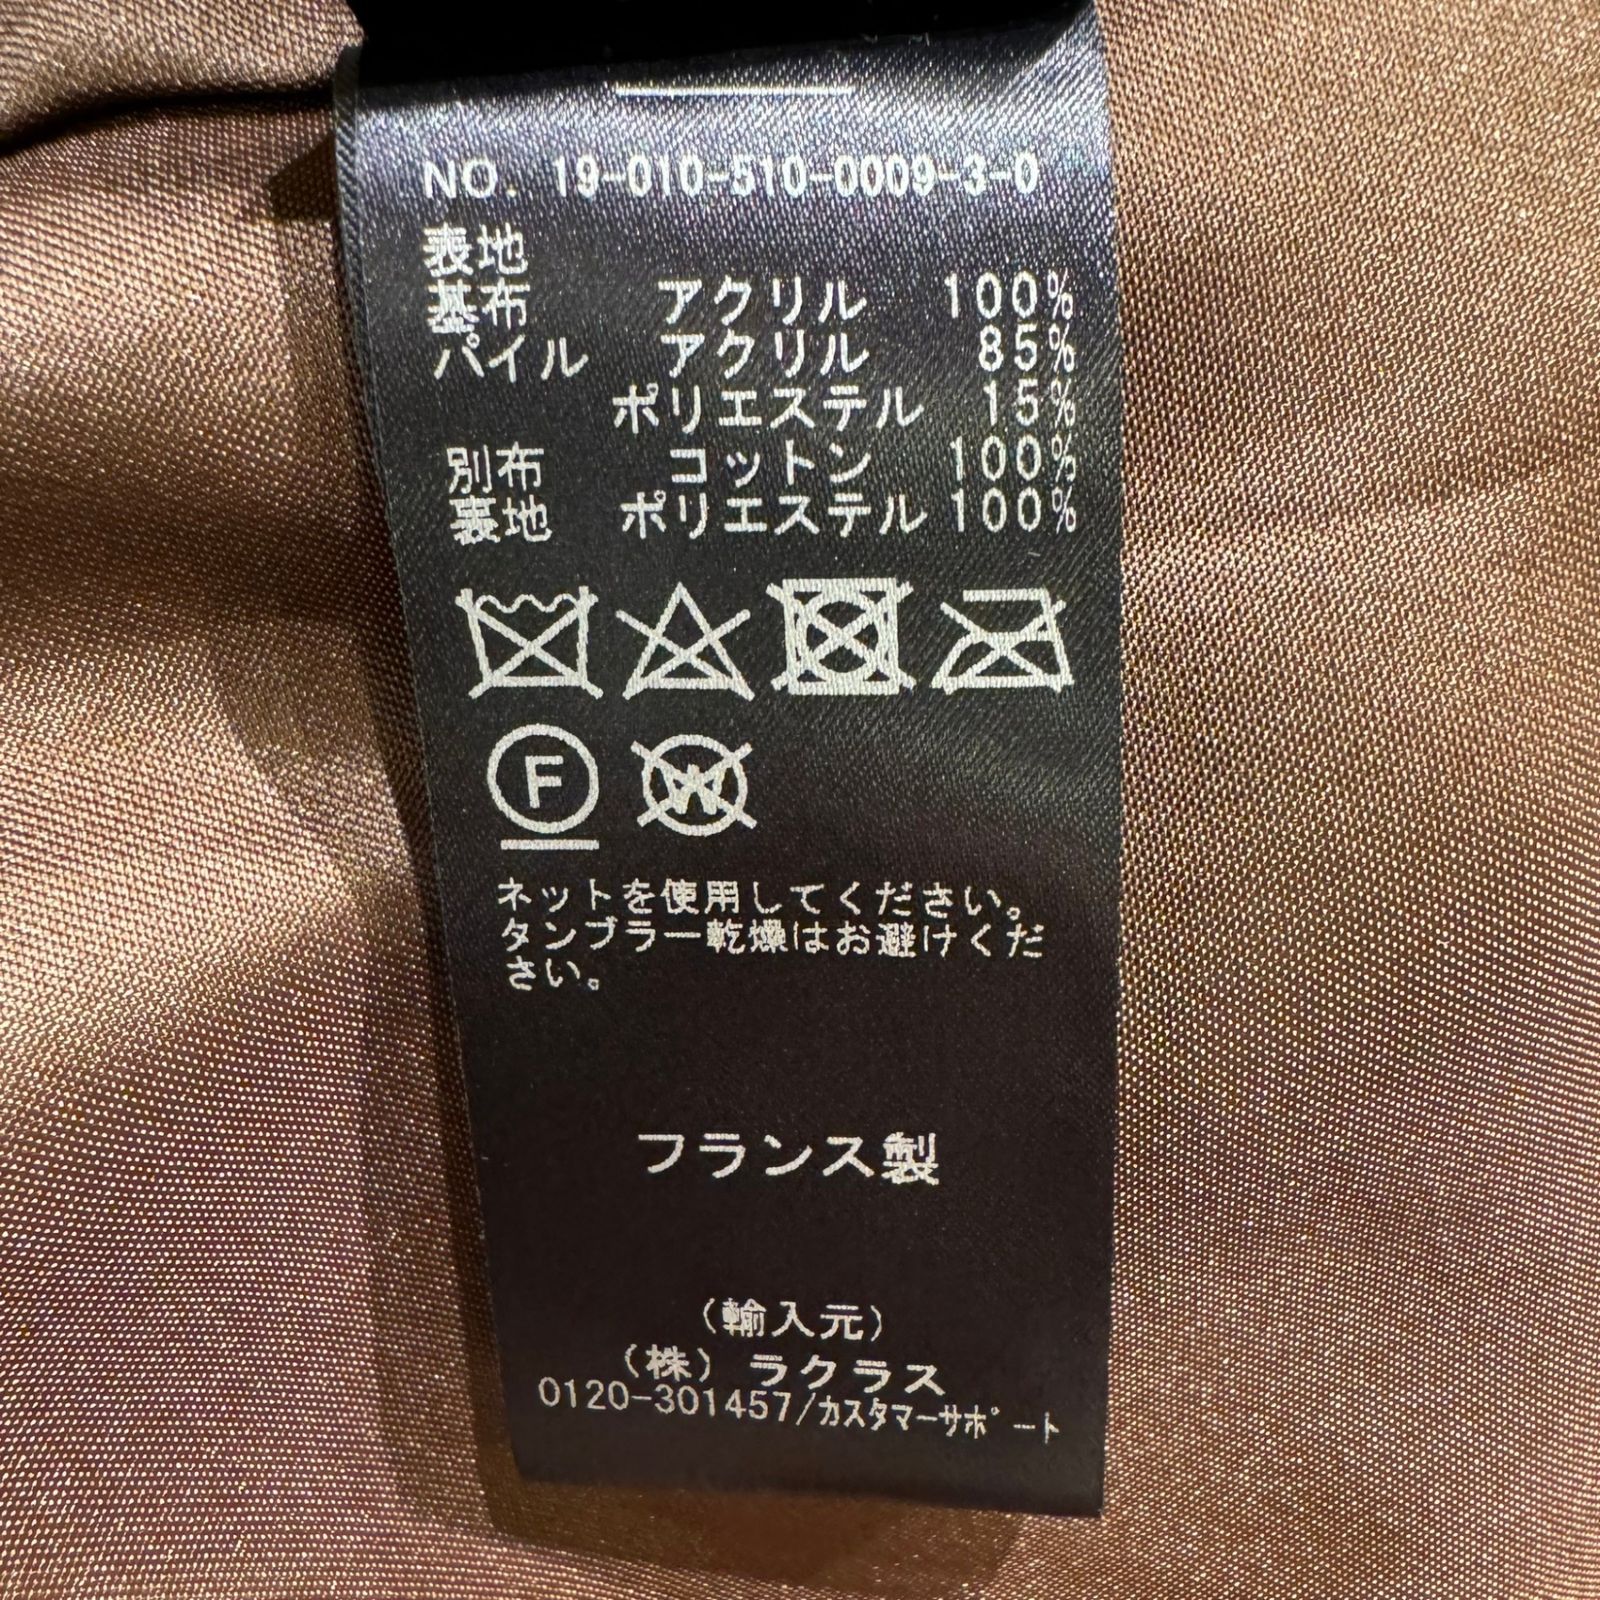 NO. 19-010-510-0009-3-0
表地
基布 アクリル 100%
パイル アクリル 85%
ポリエステル 15%
別布 コットン 100%
裏地 ポリエステル 100%
F
W
ネットを使用してください。
タンブラー乾燥はお避けくだ
さい。
フランス製
(輸入元)
(株) ラクラス
0120-301457/カスタマーサポート